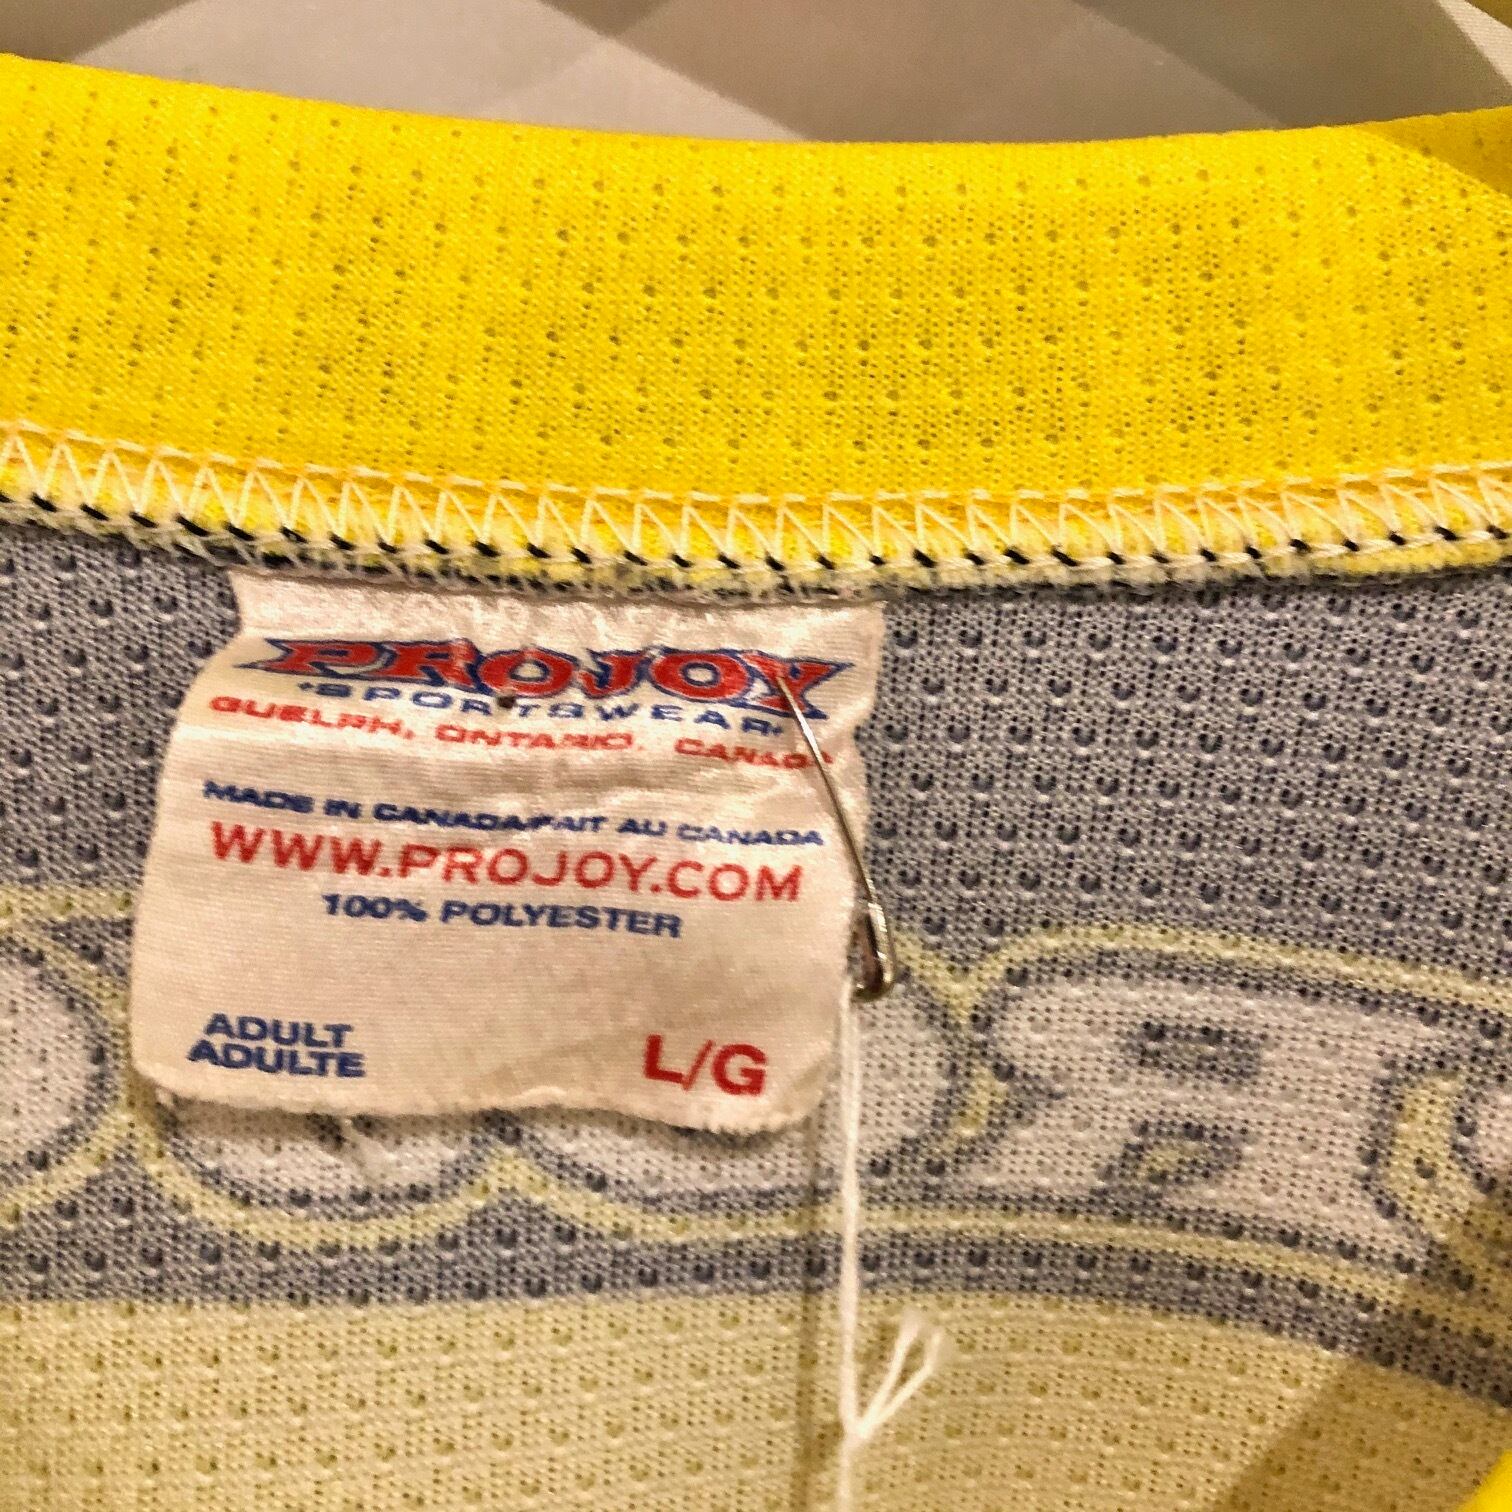 PROJOY
•SPORTSWEAR•
GUELPH, ONTARIO, CANADA
MADE IN CANADA/FAIT AU CANADA
WWW.PROJOY.COM
100% POLYESTER
ADULT
ADULTE
L/G